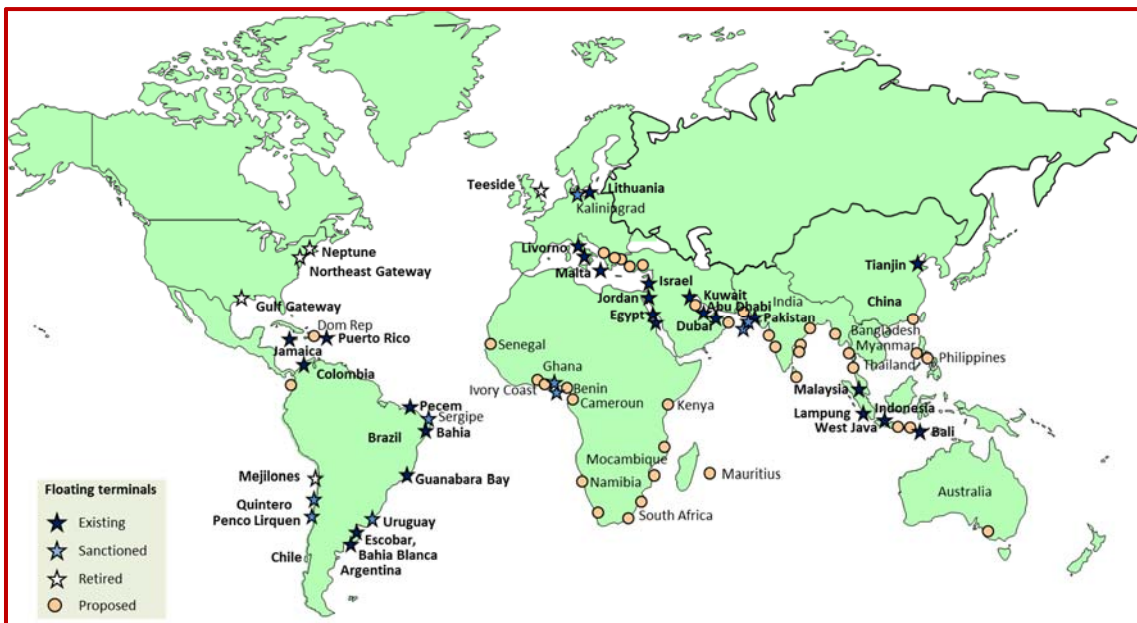 Teeside
Lithuania
Kaliningrad
Neptune
Northeast Gateway
Livorno
Malta
Israel
Tianjin
Gulf Gateway
Jordan
Kuwait
India
China
Abu Dhabi
Egypt
Pakistan
Dubai
Dom Rep
Puerto Rico
Jamaica
Colombia
Senegal
Bangladesh
Myanmar
Thailand
Philippines
Ghana
Ivory Coast
Benin
Cameroun
Kenya
Malaysia
Indonesia
Lampung
West Java
Bali
Pecem
Sergipe
Brazil
Bahia
Mocambique
Mauritius
Mejilones
Guanabara Bay
Namibia
Australia
Quintero
Penco Lirquen
Uruguay
South Africa
Escobar,
Bahia Blanca
Chile
Argentina
Floating terminals
Existing
Sanctioned
Retired
Proposed